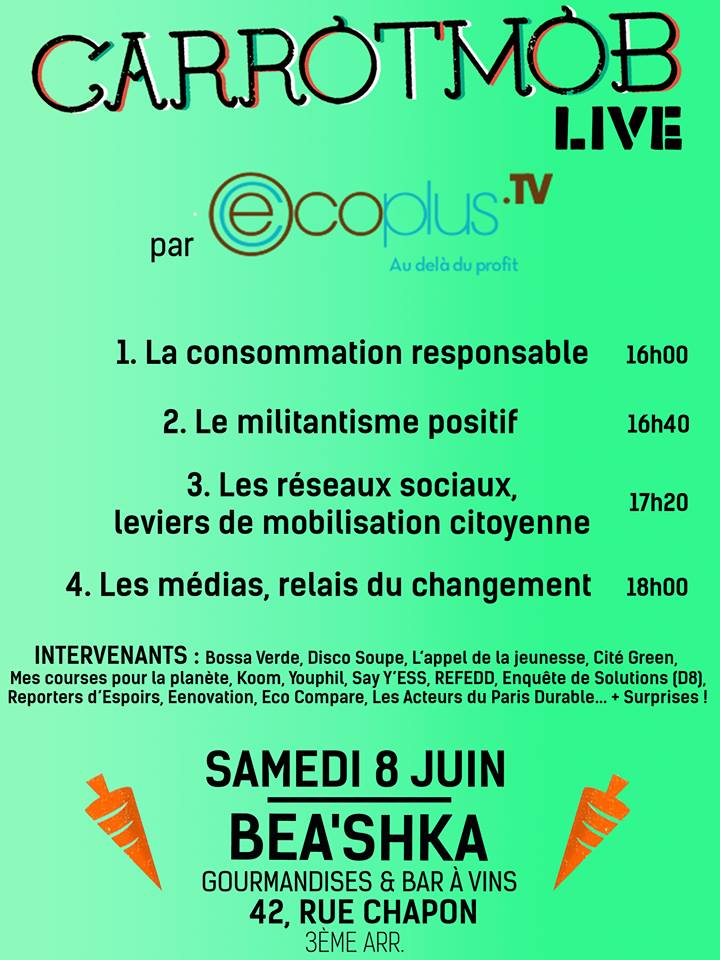 CARROTMOB
LIVE
par ecoplus.TV
Au delà du profit
1. La consommation responsable 16h00
2. Le militantisme positif 16h40
3. Les réseaux sociaux,
leviers de mobilisation citoyenne 17h20
4. Les médias, relais du changement 18h00
INTERVENANTS : Bossa Verde, Disco Soupe, L'appel de la jeunesse, Cité Green,
Mes courses pour la planète, Koom, Youphil, Say Y'ESS, REFEDD, Enquête de Solutions (D8),
Reporters d'Espoirs, Eenovation, Eco Compare, Les Acteurs du Paris Durable... + Surprises !
SAMEDI 8 JUIN
BEA'SHKA
GOURMANDISES & BAR À VINS
42, RUE CHAPON
3ÈME ARR.